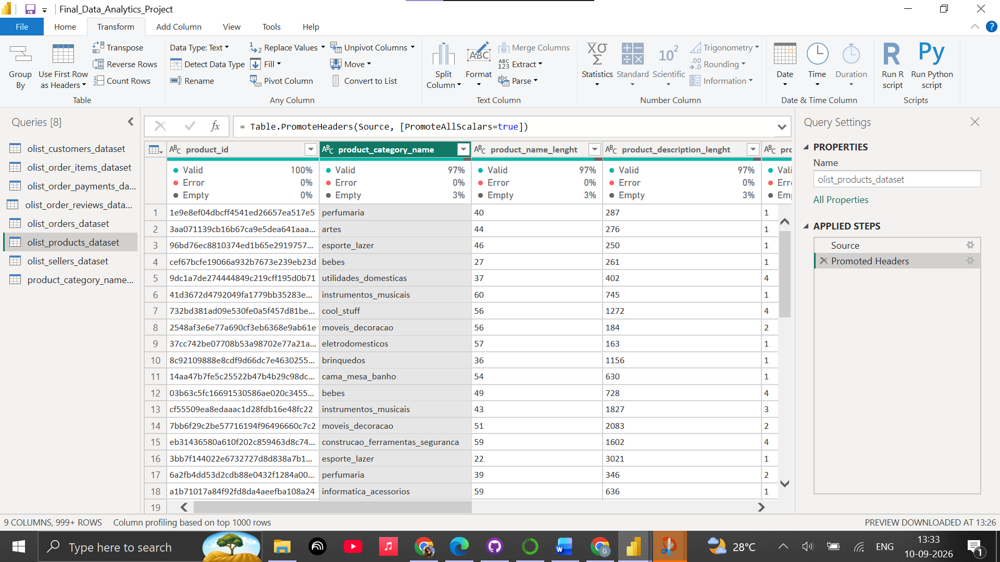 Final_Data_Analytics_Project
File Home Transform Add Column View Tools Help
Group By
Use First Row as Headers
Transpose
Reverse Rows
Count Rows
Table
Data Type: Text
Detect Data Type
Rename
Replace Values
Fill
Pivot Column
Unpivot Columns
Move
Convert to List
Any Column
Split Column
Format
Merge Columns
Extract
Parse
Text Column
Statistics
Standard
Scientific
Trigonometry
Rounding
Information
Number Column
Date
Time
Duration
Date & Time Column
Run R script
Run Python script
Scripts
Queries [8]
olist_customers_dataset
olist_order_items_dataset
olist_order_payments_da...
olist_order_reviews_data...
olist_orders_dataset
olist_products_dataset
olist_sellers_dataset
product_category_name...
= Table.PromoteHeaders(Source, [PromoteAllScalars=true])
product_id product_category_name product_name_lenght product_description_lenght pro
Valid 100% Valid 97% Valid 97% Valid 97% Vali
Error 0% Error 0% Error 0% Error 0% Erro
Empty 0% Empty 3% Empty 3% Empty 3% Emp
1 1e9e8ef04dbcff4541ed26657ea517e5 perfumaria 40 287 1
2 3aa071139cb16b67ca9e5dea641aaa... artes 44 276 1
3 96bd76ec8810374ed1b65e2919757... esporte_lazer 46 250 1
4 cef67bcfe19066a932b7673e239eb23d bebes 27 261 1
5 9dc1a7de274444849c219cff195d0b71 utilidades_domesticas 37 402 4
6 41d3672d4792049fa1779bb35283e... instrumentos_musicais 60 745 1
7 732bd381ad09e530fe0a5f457d81be... cool_stuff 56 1272 4
8 2548af3e6e77a690cf3eb6368e9ab61e moveis_decoracao 56 184 2
9 37cc742be07708b53a98702e77a21a... eletrodomesticos 57 163 1
10 8c92109888e8cdf9d66dc7e4630255... brinquedos 36 1156 1
11 14aa47b7fe5c25522b47b4b29c98dc... cama_mesa_banho 54 630 1
12 03b63c5fc16691530586ae020c3455... bebes 49 728 4
13 cf55509ea8edaaac1d28fdb16e48fc22 instrumentos_musicais 43 1827 3
14 7bb6f29c2be57716194f96496660c7c2 moveis_decoracao 51 2083 2
15 eb31436580a610f202c859463d8c74... construcao_ferramentas_seguranca 59 1602 4
16 3bb7f144022e6732727d8d838a7b1... esporte_lazer 22 3021 1
17 6a2fb4dd53d2cdb88e0432f1284a00... perfumaria 39 346 2
18 a1b71017a84f92fd8da4aeefba108a24 informatica_acessorios 59 636 1
19
Query Settings
PROPERTIES
Name
olist_products_dataset
All Properties
APPLIED STEPS
Source
Promoted Headers
9 COLUMNS, 999+ ROWS Column profiling based on top 1000 rows
PREVIEW DOWNLOADED AT 13:26
Type here to search
28°C
ENG
13:33
10-09-2026
1